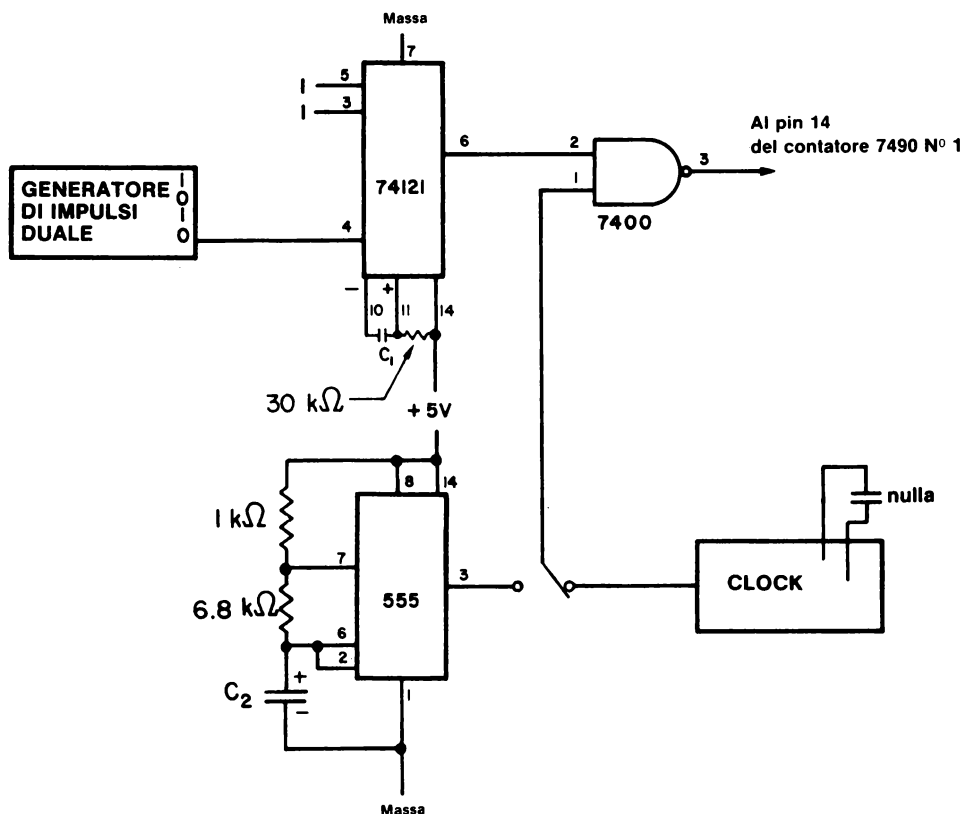 Massa
7
5
3
6
2
3
1
Al pin 14
del contatore 7490 Nº 1
74121
7400
GENERATORE
DI IMPULSI
DUALE
1
0
1
0
4
- +
10 11 14
C1
30 kΩ
+ 5V
8 14
1 kΩ
7
3
nulla
CLOCK
555
6.8 kΩ
6
2
C2
+
-
1
Massa